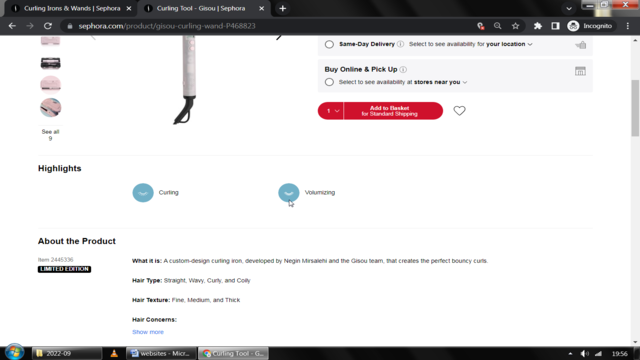 Curling Irons & Wands | Sephora
Curling Tool - Gisou | Sephora
sephora.com/product/gisou-curling-wand-P468823
Incognito
Same-Day Delivery Select to see availability for your location
Buy Online & Pick Up
Select to see availability at stores near you
1
Add to Basket
for Standard Shipping
See all
9
Highlights
Curling
Volumizing
About the Product
Item 2445336
LIMITED EDITION
What it is: A custom-design curling iron, developed by Negin Mirsalehi and the Gisou team, that creates the perfect bouncy curls.
Hair Type: Straight, Wavy, Curly, and Coily
Hair Texture: Fine, Medium, and Thick
Hair Concerns:
Show more
2022-09
websites - Micr...
Curling Tool - G...
19:56